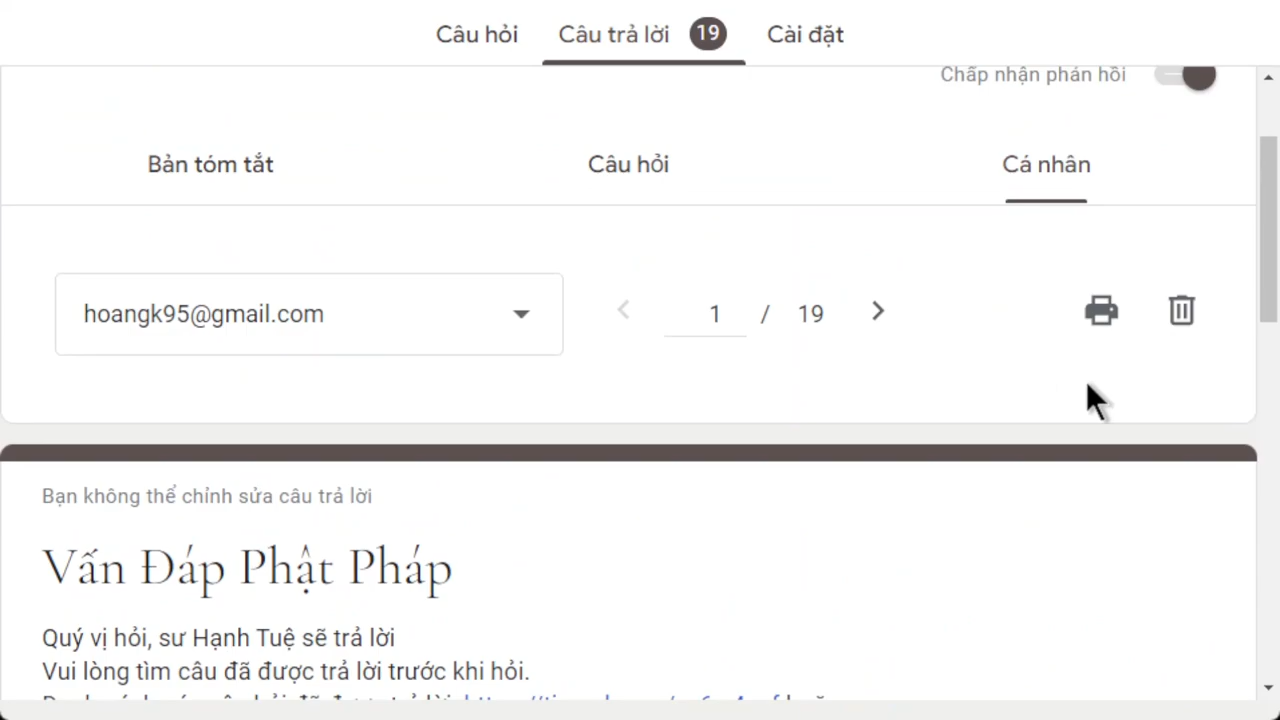 Câu hỏi Câu trả lời 19 Cài đặt
Chấp nhận phản hồi
Bản tóm tắt Câu hỏi Cá nhân
hoangk95@gmail.com 1 / 19
Bạn không thể chỉnh sửa câu trả lời
Vấn Đáp Phật Pháp
Quý vị hỏi, sư Hạnh Tuệ sẽ trả lời
Vui lòng tìm câu đã được trả lời trước khi hỏi.